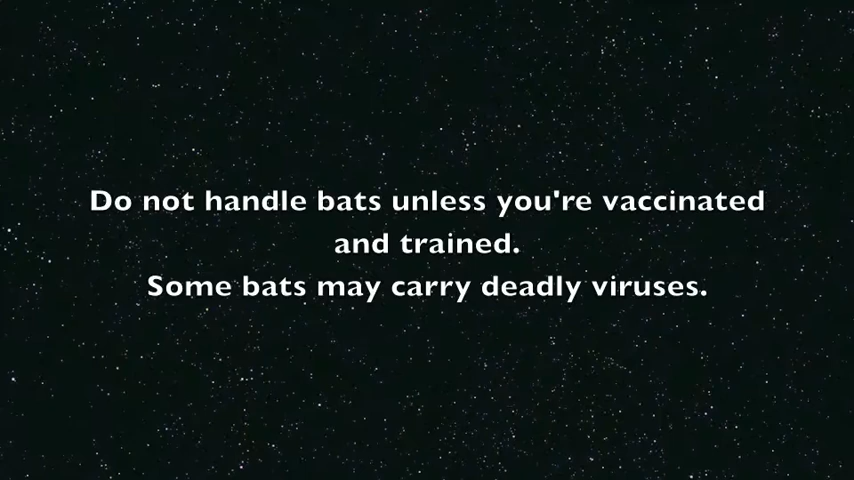 Do not handle bats unless you're vaccinated
and trained.
Some bats may carry deadly viruses.